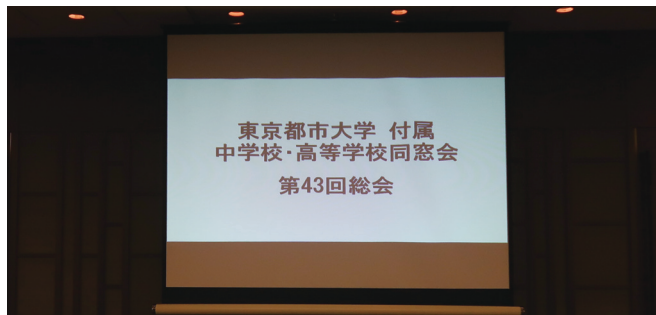 東京都市大学 付属
中学校・高等学校同窓会
第43回総会